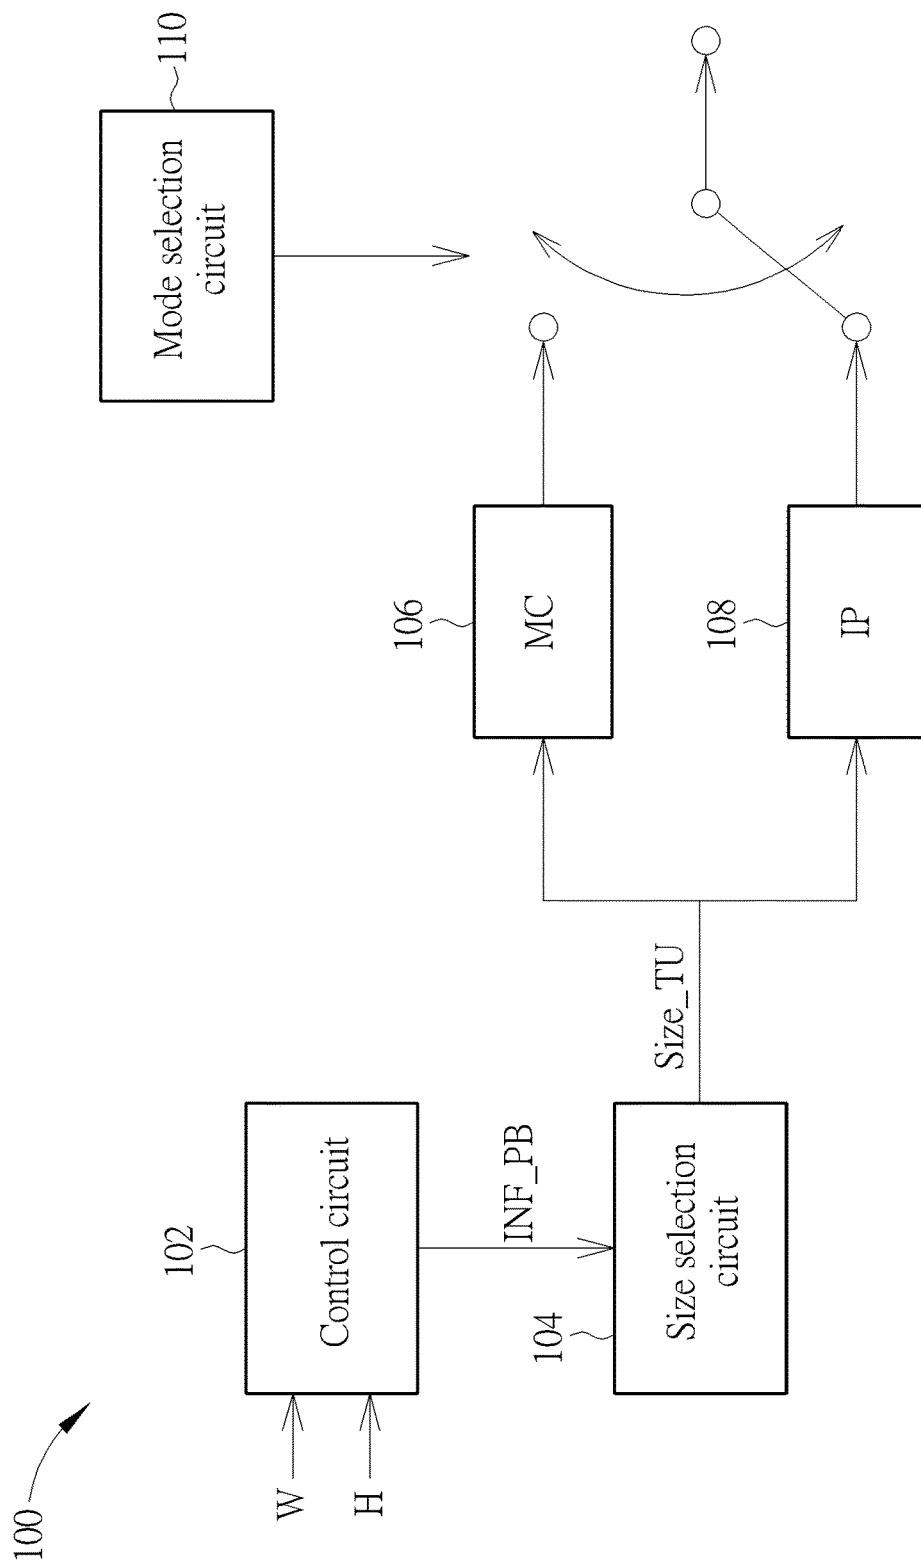 100
W
H
102
Control circuit
INF_PB
104
Size selection
circuit
Size_TU
106
MC
108
IP
Mode selection
circuit
110